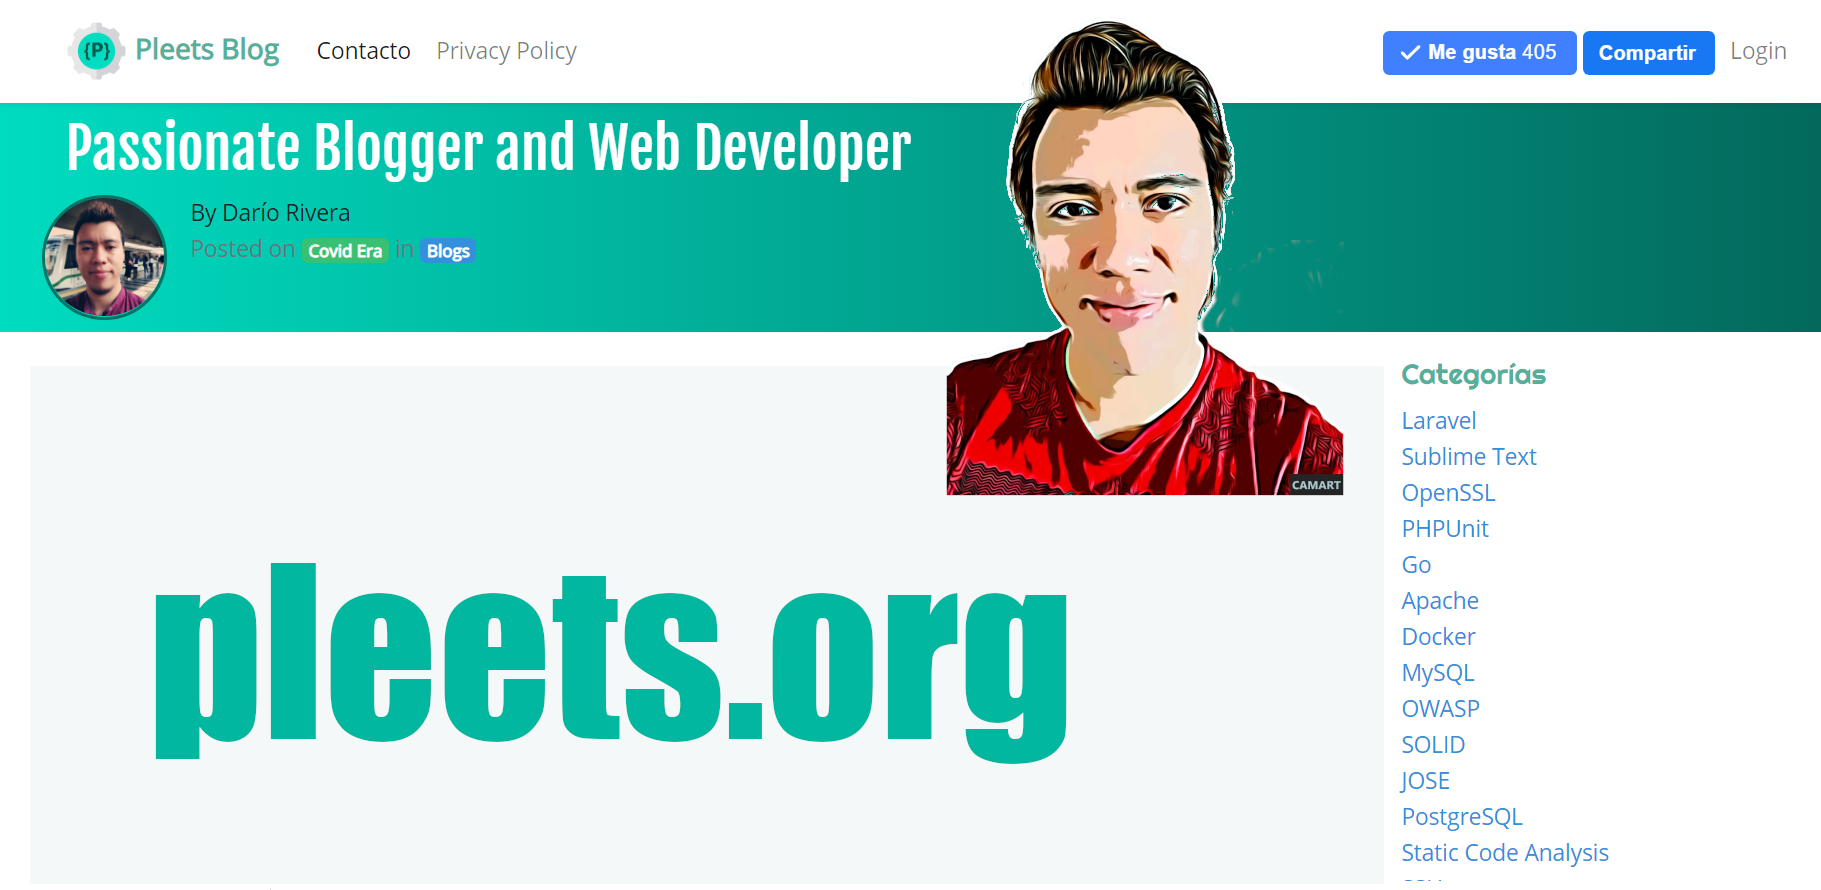 {P} Pleets Blog Contacto Privacy Policy Me gusta 405 Compartir Login
Passionate Blogger and Web Developer
By Darío Rivera
Posted on Covid Era in Blogs
CAMART
pleets.org
Categorías
Laravel
Sublime Text
OpenSSL
PHPUnit
Go
Apache
Docker
MySQL
OWASP
SOLID
JOSE
PostgreSQL
Static Code Analysis